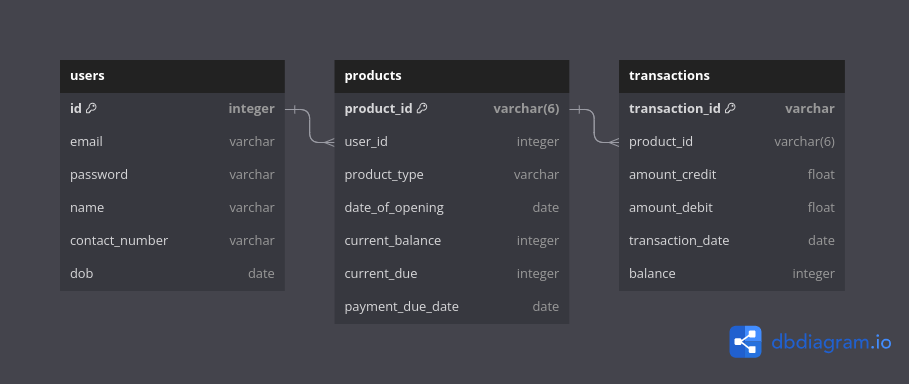 users
id integer
email varchar
password varchar
name varchar
contact_number varchar
dob date
products
product_id varchar(6)
user_id integer
product_type varchar
date_of_opening date
current_balance integer
current_due integer
payment_due_date date
transactions
transaction_id varchar
product_id varchar(6)
amount_credit float
amount_debit float
transaction_date date
balance integer
dbdiagram.io